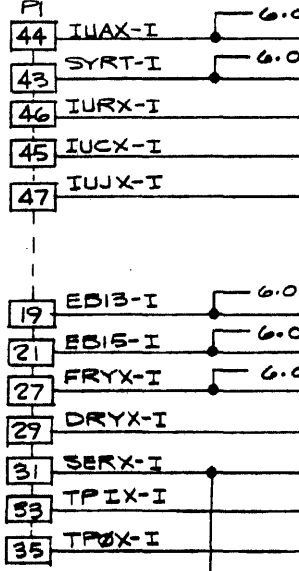 P1
44 IUAX-I 6.0
43 SYRT-I 6.0
46 IURX-I
45 IUCX-I
47 IUJX-I
19 EB13-I 6.0
21 EB15-I 6.0
27 FRYX-I 6.0
29 DRYX-I
31 SERX-I
33 TPIX-I
35 TPØX-I